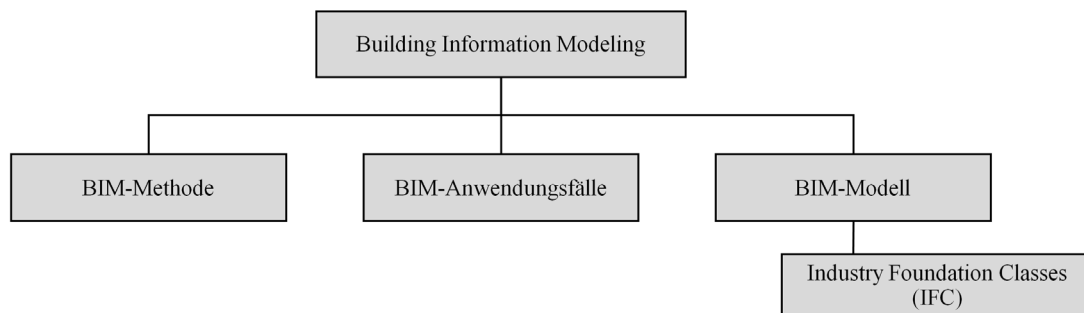 Building Information Modeling
BIM-Methode
BIM-Anwendungsfälle
BIM-Modell
Industry Foundation Classes
(IFC)